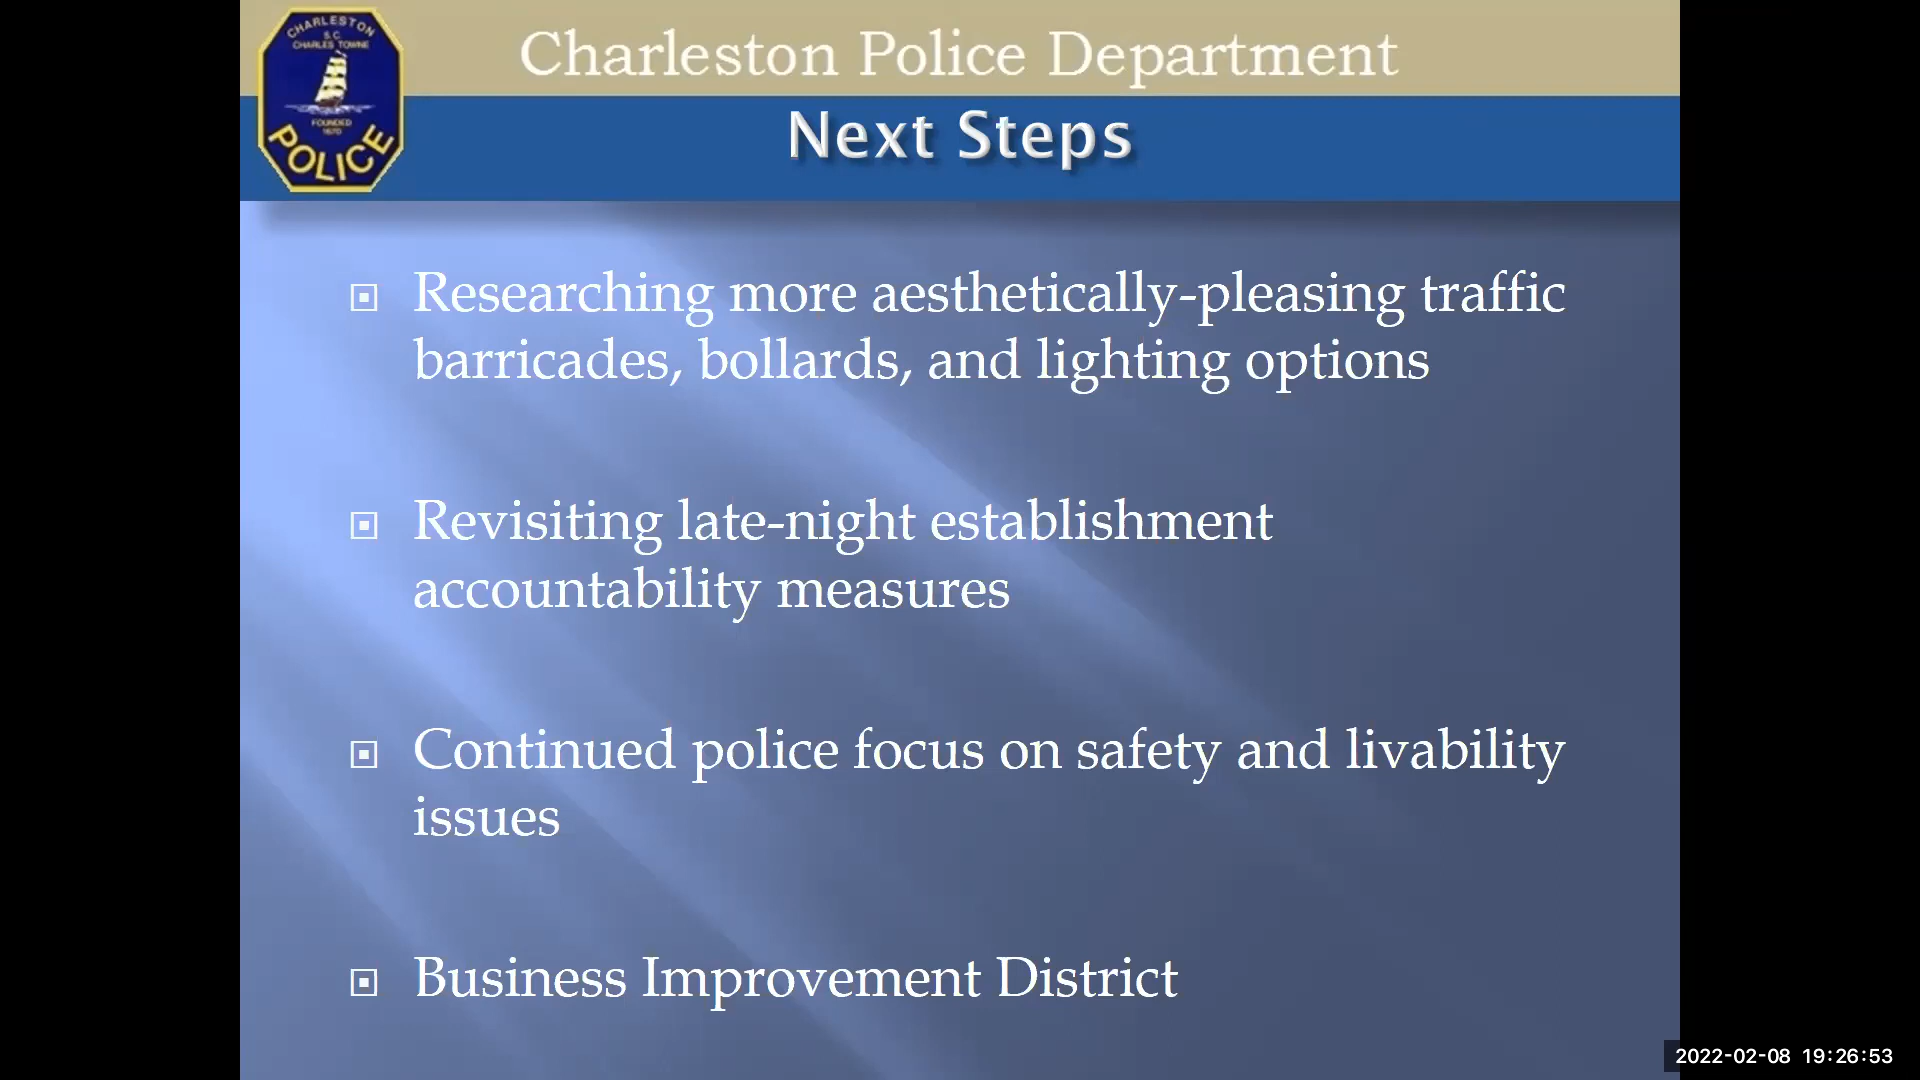 CHARLESTON
S.C.
CHARLES TOWNE
FOUNDED
1670
POLICE
Charleston Police Department
Next Steps
Researching more aesthetically-pleasing traffic
barricades, bollards, and lighting options
Revisiting late-night establishment
accountability measures
Continued police focus on safety and livability
issues
Business Improvement District
2022-02-08 19:26:53